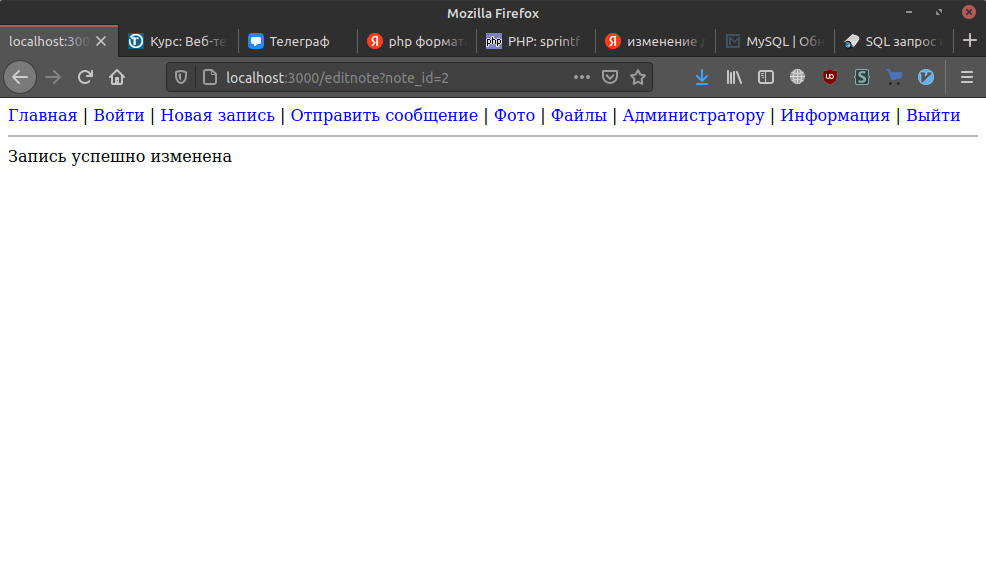 Mozilla Firefox
localhost:300 Курс: Веб-те Телеграф php формат PHP: sprintf изменение MySQL | Обн SQL запрос
localhost:3000/editnote?note_id=2
Главная | Войти | Новая запись | Отправить сообщение | Фото | Файлы | Администратору | Информация | Выйти
Запись успешно изменена